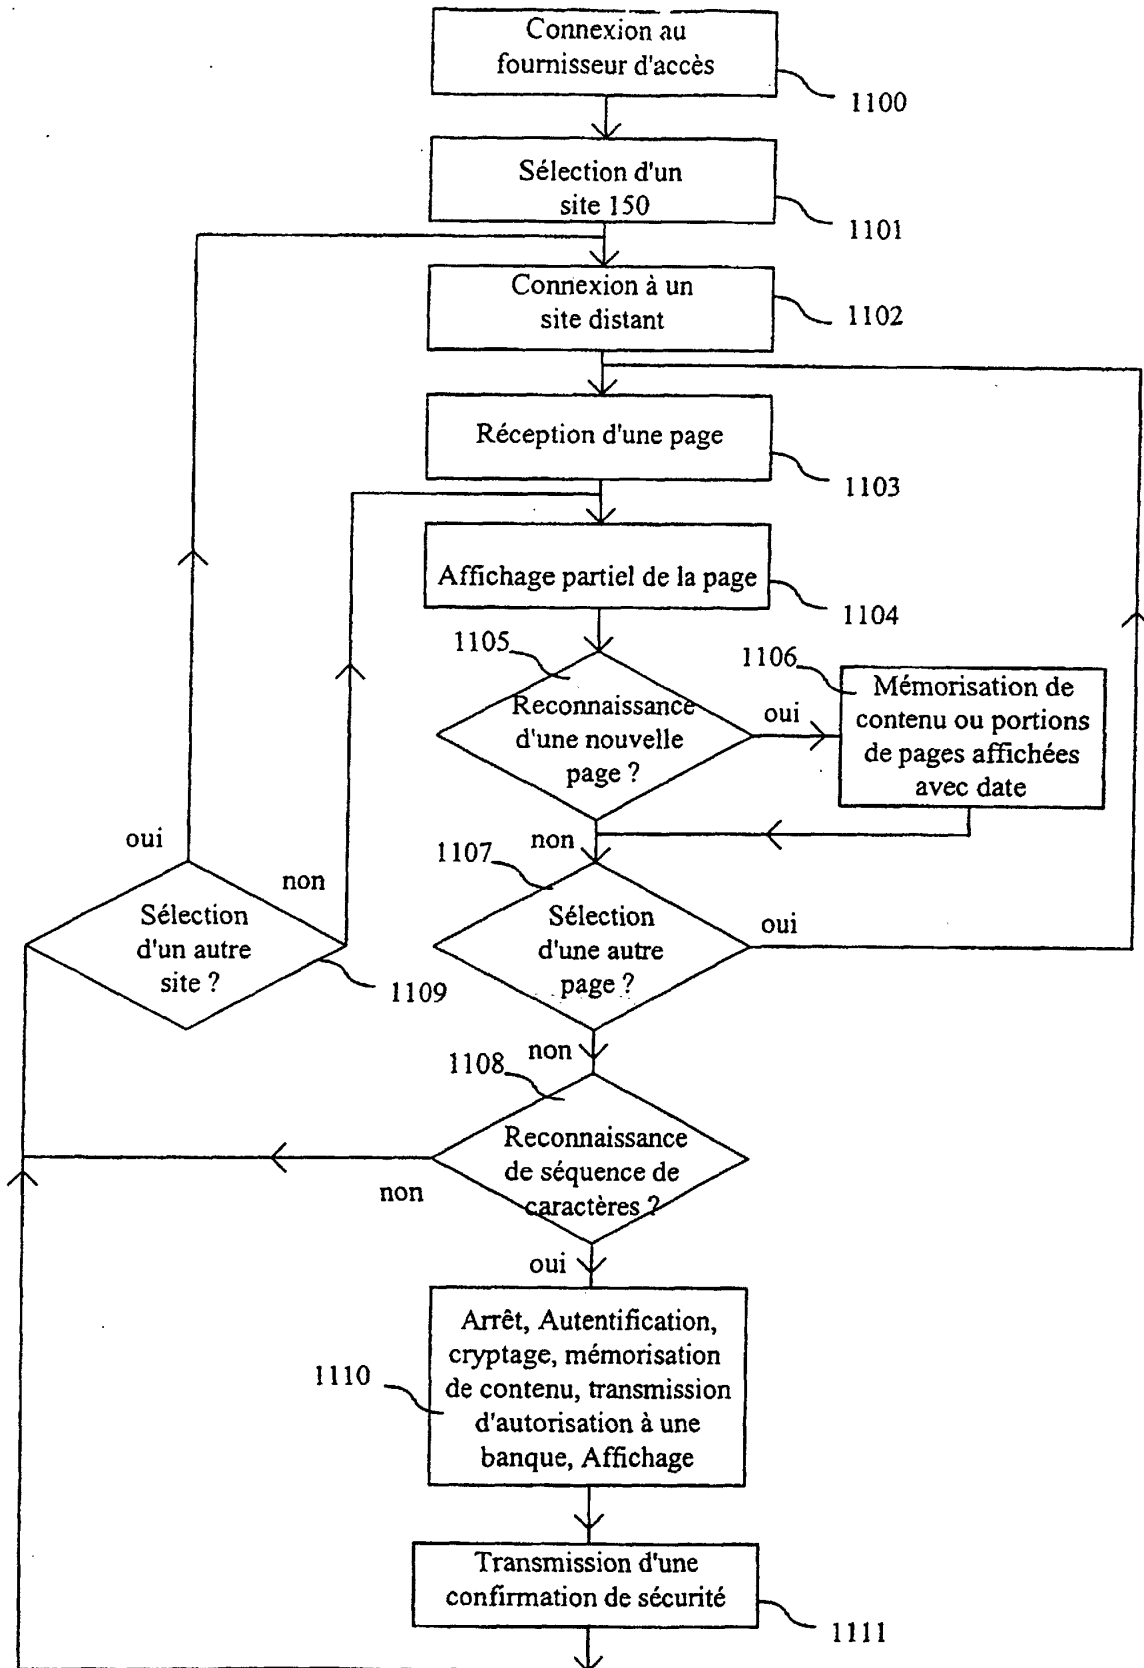 Connexion au
fournisseur d'accès
1100
Sélection d'un
site 150
1101
Connexion à un
site distant
1102
Réception d'une page
1103
Affichage partiel de la page
1104
1105
Reconnaissance
d'une nouvelle
page ?
oui
1106
Mémorisation de
contenu ou portions
de pages affichées
avec date
non
1107
Sélection
d'une autre
page ?
oui
oui
non
Sélection
d'un autre
site ?
1109
non
1108
Reconnaissance
de séquence de
caractères ?
non
oui
1110
Arrêt, Autentification,
cryptage, mémorisation
de contenu, transmission
d'autorisation à une
banque, Affichage
Transmission d'une
confirmation de sécurité
1111